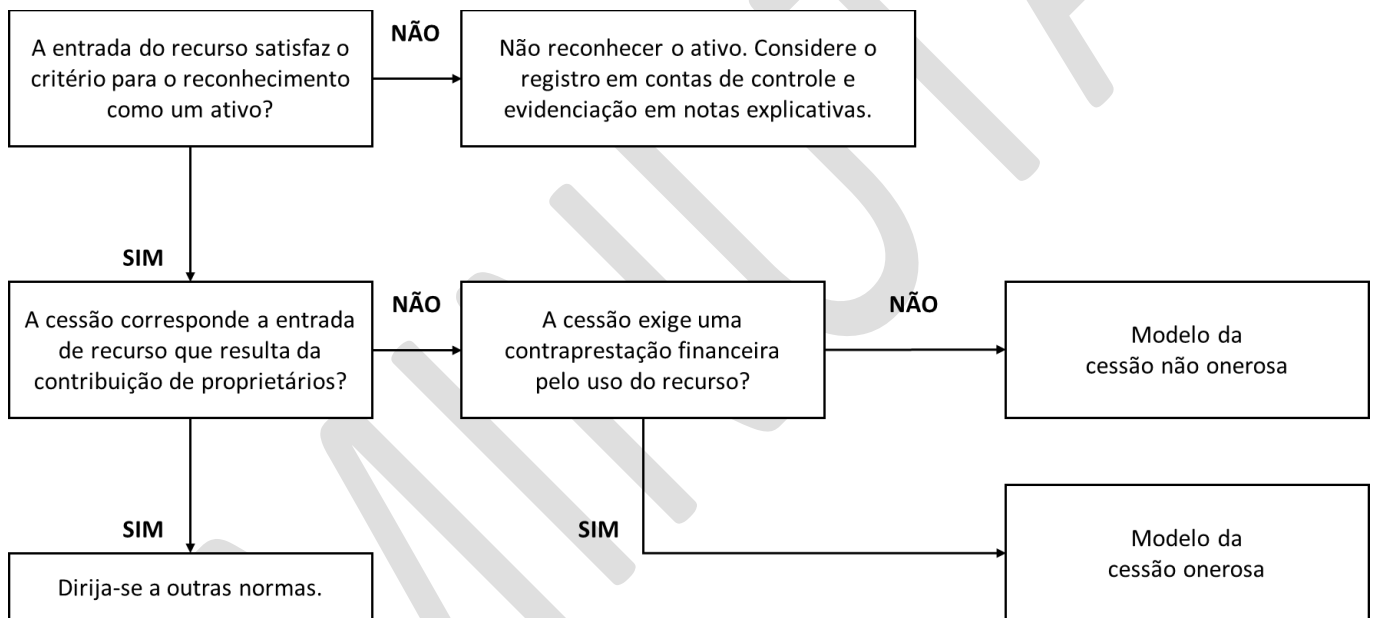 A entrada do recurso satisfaz o
critério para o reconhecimento
como um ativo?
NÃO
Não reconhecer o ativo. Considere o
registro em contas de controle e
evidenciação em notas explicativas.
SIM
A cessão corresponde a entrada
de recurso que resulta da
contribuição de proprietários?
NÃO
A cessão exige uma
contraprestação financeira
pelo uso do recurso?
NÃO
Modelo da
cessão não onerosa
SIM
Dirija-se a outras normas.
SIM
Modelo da
cessão onerosa
MINUTA